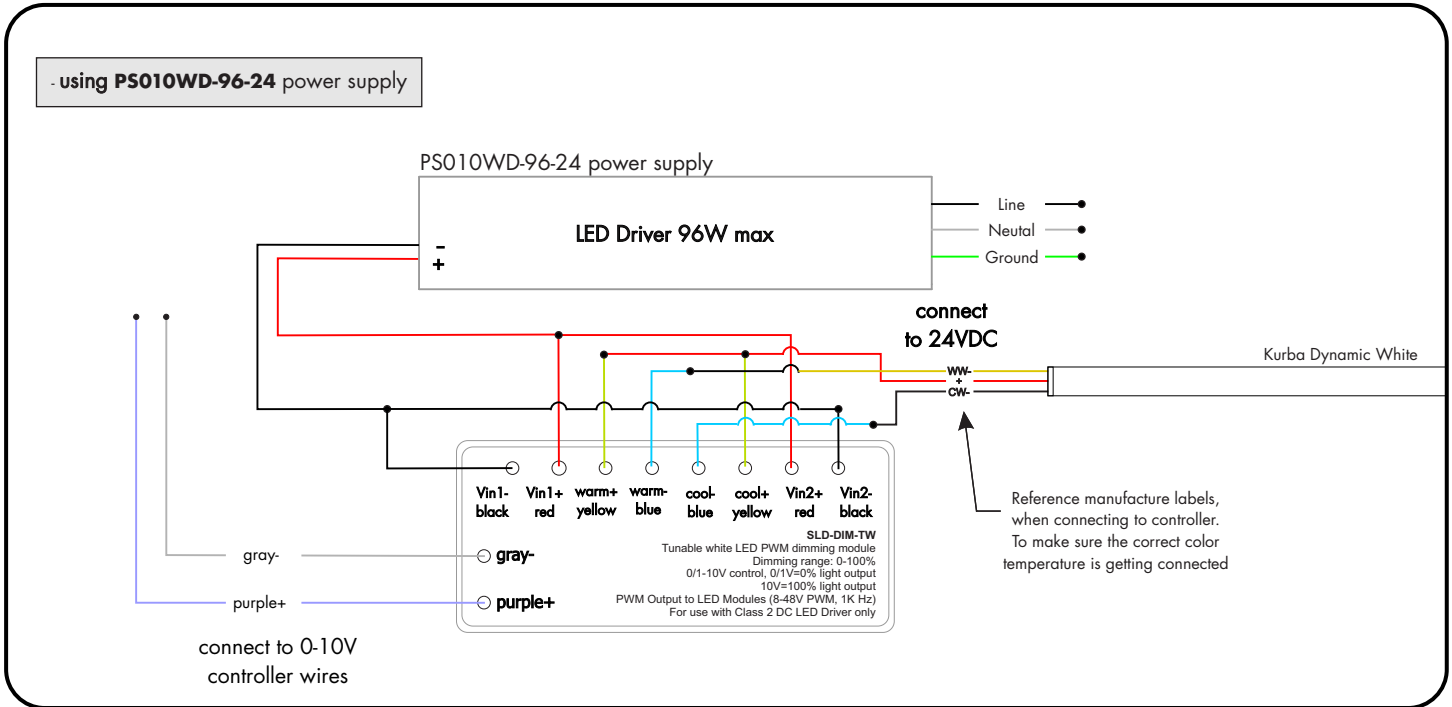 - using PS010WD-96-24 power supply
PS010WD-96-24 power supply
LED Driver 96W max
-
+
Line
Neutal
Ground
connect
to 24VDC
Kurba Dynamic White
WW-
+
CW-
Reference manufacture labels,
when connecting to controller.
To make sure the correct color
temperature is getting connected
Vin1- Vin1+ warm+ warm- cool- cool+ Vin2+ Vin2-
black red yellow blue blue yellow red black
SLD-DIM-TW
Tunable white LED PWM dimming module
Dimming range: 0-100%
0/1-10V control, 0/1V=0% light output
10V=100% light output
PWM Output to LED Modules (8-48V PWM, 1K Hz)
For use with Class 2 DC LED Driver only
gray- gray-
purple+ purple+
connect to 0-10V
controller wires